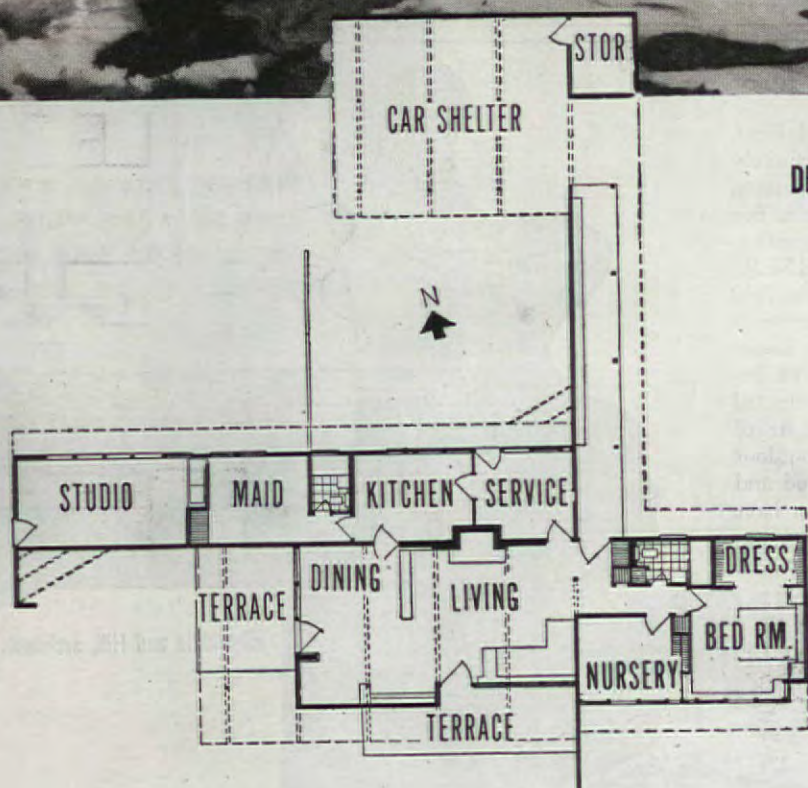 STOR
CAR SHELTER
N
STUDIO
MAID
KITCHEN
SERVICE
TERRACE
DINING
LIVING
DRESS
BED RM.
NURSERY
TERRACE